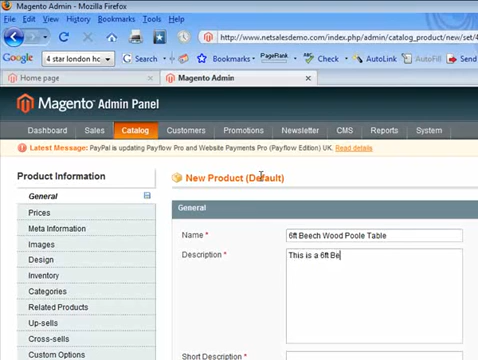 Magento Admin - Mozilla Firefox
File Edit View History Bookmarks Tools Help
http://www.netsalesdemo.com/index.php/admin/catalog_product/new/set/4
Google 4 star london ho Search Bookmarks PageRank Check AutoLink AutoFill Send
Home page Magento Admin
Magento Admin Panel
Dashboard Sales Catalog Customers Promotions Newsletter CMS Reports System
Latest Message: PayPal is updating Payflow Pro and Website Payments Pro (Payflow Edition) UK. Read details
Product Information
General
Prices
Meta Information
Images
Design
Inventory
Categories
Related Products
Up-sells
Cross-sells
Custom Options
New Product (Default)
General
Name * 6ft Beech Wood Poole Table
Description * This is a 6ft Be
Short Description *